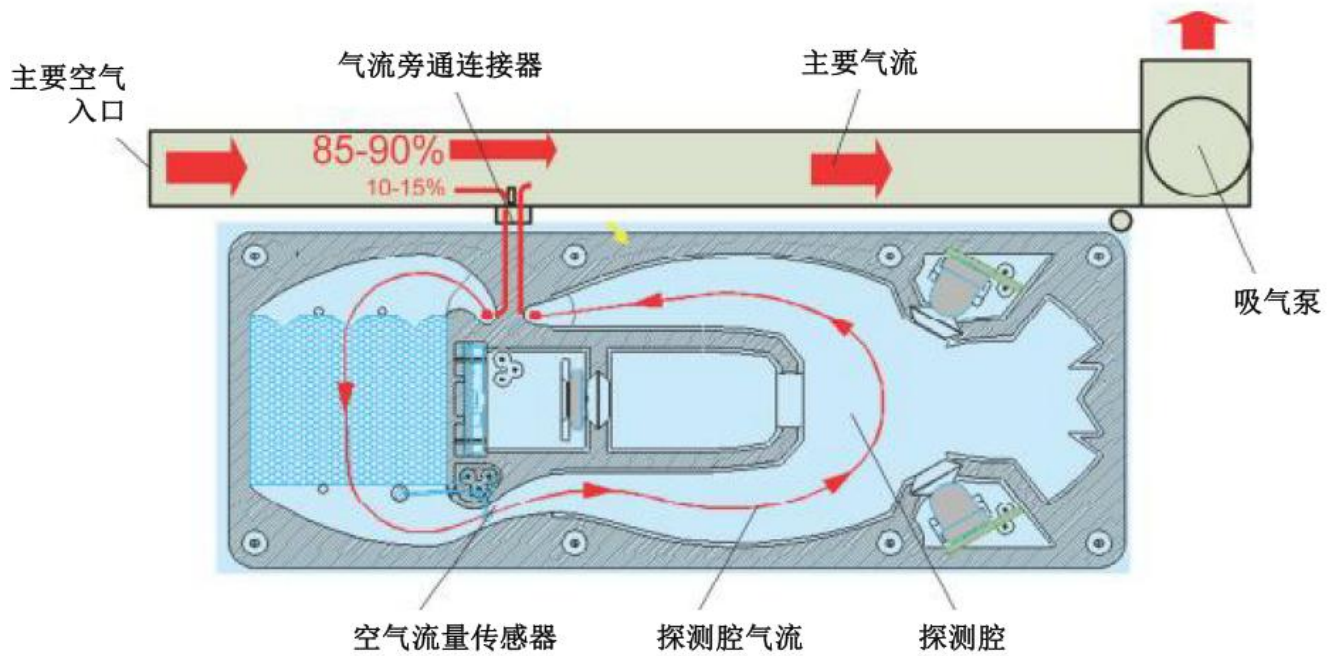 主要空气
入口
气流旁通连接器
主要气流
85-90%
10-15%
吸气泵
空气流量传感器
探测腔气流
探测腔